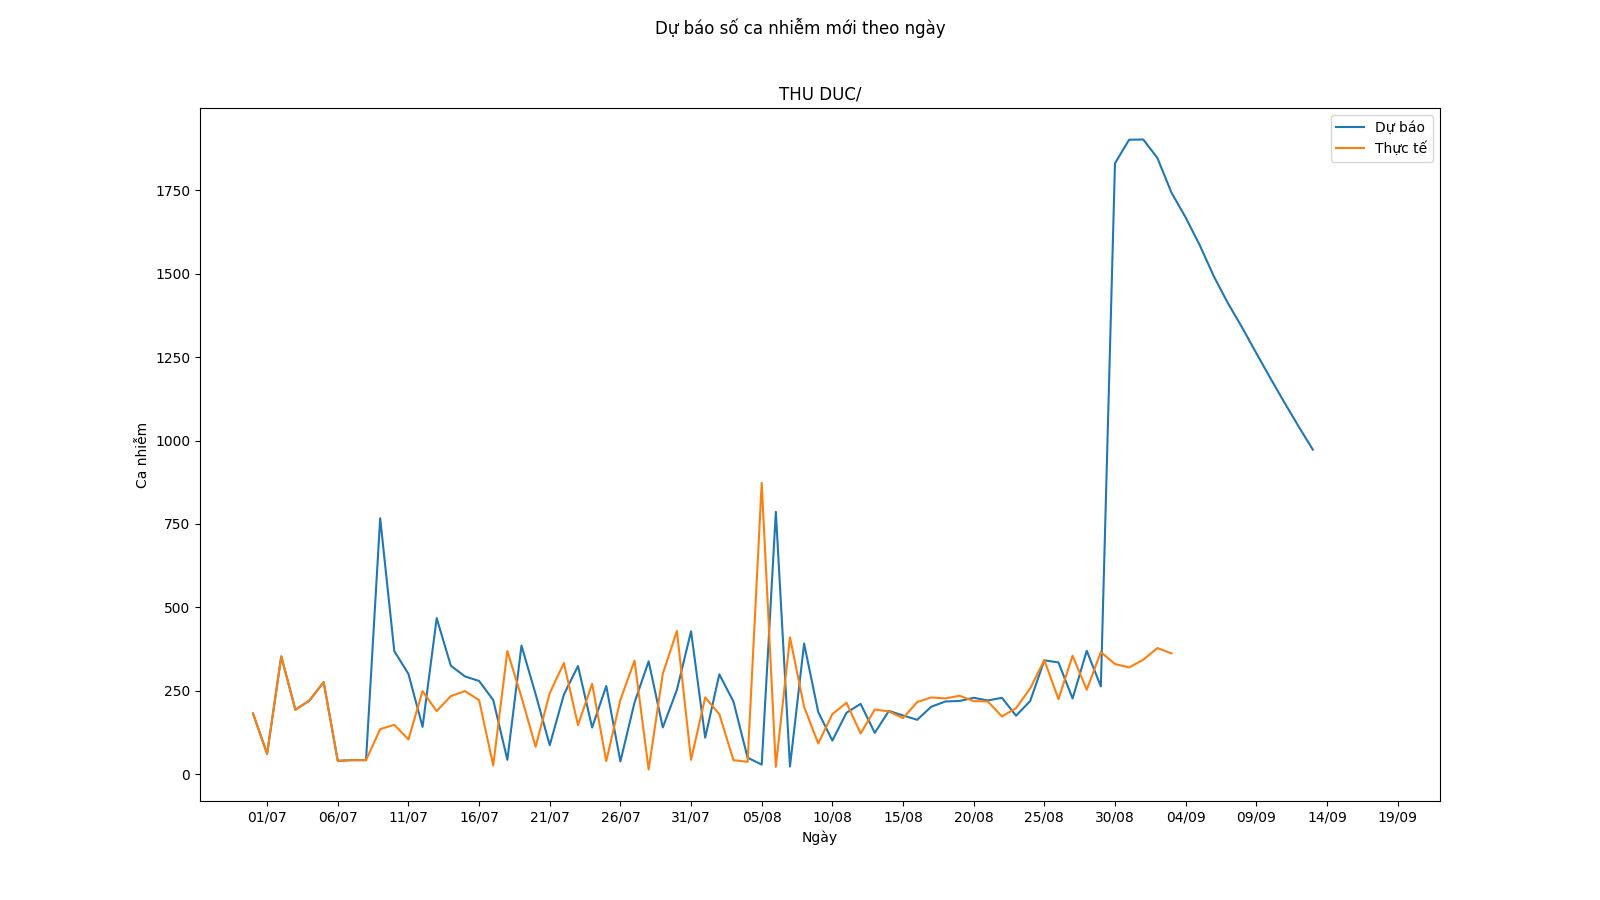 Dự báo số ca nhiễm mới theo ngày
THU DUC/
Dự báo
Thực tế
1750
1500
1250
1000
750
500
250
0
Ca nhiễm
01/07 06/07 11/07 16/07 21/07 26/07 31/07 05/08 10/08 15/08 20/08 25/08 30/08 04/09 09/09 14/09 19/09
Ngày